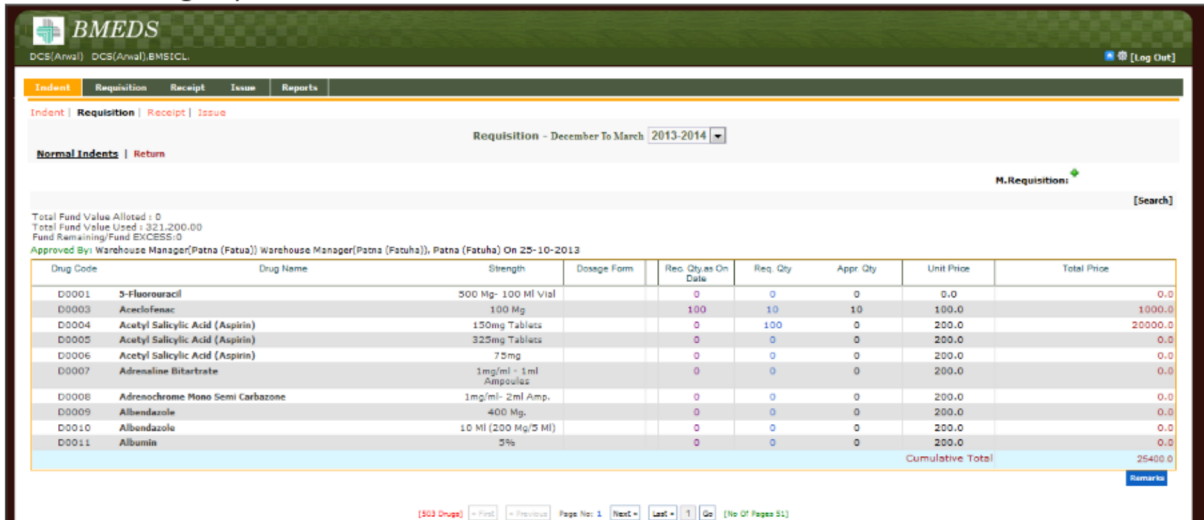 BMEDS
DCS(Arwal) DCS(Arwal),BMSICL. [Log Out]
Indent Requisition Receipt Issue Reports
Indent | Requisition | Receipt | Issue
Requisition - December To March 2013-2014
Normal Indents | Return
M.Requisition:
[Search]
Total Fund Value Alloted : 0
Total Fund Value Used : 321,200.00
Fund Remaining/Fund EXCESS:0
Approved By: Warehouse Manager(Patna (Fatua)) Warehouse Manager(Patna (Fatuha)), Patna (Fatuha) On 25-10-2013
Drug Code Drug Name Strength Dosage Form Rec. Qty.as On Date Req. Qty Appr. Qty Unit Price Total Price
D0001 5-Fluorouracil 500 Mg- 100 Ml Vial 0 0 0 0.0 0.0
D0003 Aceclofenac 100 Mg 100 10 10 100.0 1000.0
D0004 Acetyl Salicylic Acid (Aspirin) 150mg Tablets 0 100 0 200.0 20000.0
D0005 Acetyl Salicylic Acid (Aspirin) 325mg Tablets 0 0 0 200.0 0.0
D0006 Acetyl Salicylic Acid (Aspirin) 75mg 0 0 0 200.0 0.0
D0007 Adrenaline Bitartrate 1mg/ml - 1ml Ampoules 0 0 0 200.0 0.0
D0008 Adrenochrome Mono Semi Carbazone 1mg/ml- 2ml Amp. 0 0 0 200.0 0.0
D0009 Albendazole 400 Mg. 0 0 0 200.0 0.0
D0010 Albendazole 10 Ml (200 Mg/5 Ml) 0 0 0 200.0 0.0
D0011 Albumin 5% 0 0 0 200.0 0.0
Cumulative Total 25400.0
Remarks
[503 Drugs] First Previous Page No: 1 Next Last 1 Go [No Of Pages 51]